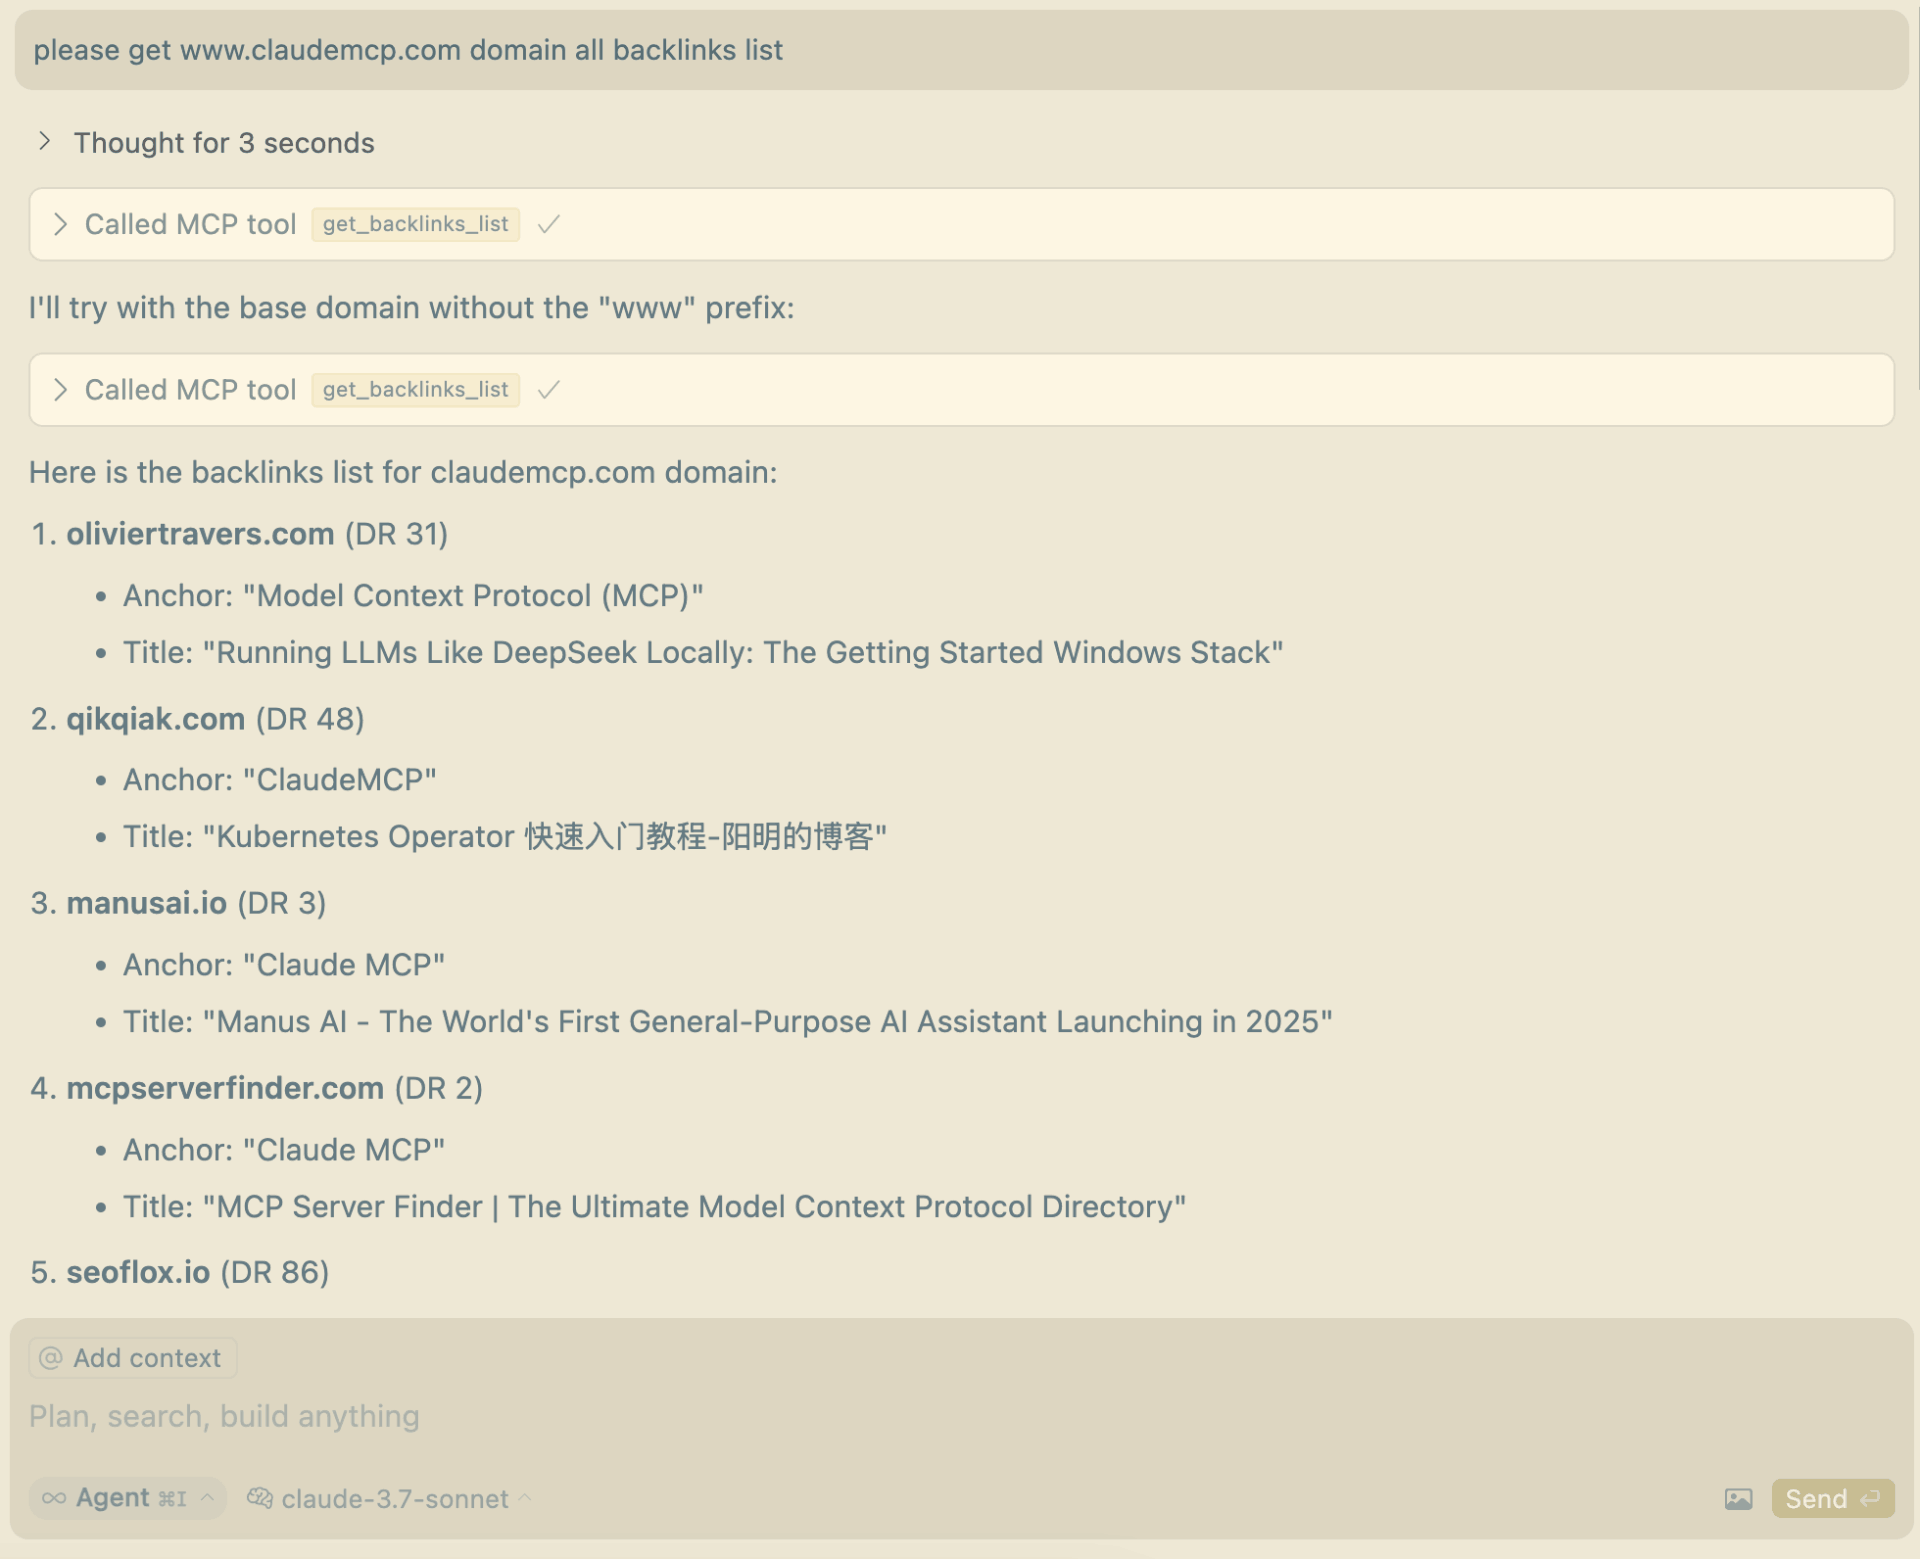 please get www.claudemcp.com domain all backlinks list
Thought for 3 seconds
Called MCP tool get_backlinks_list
I'll try with the base domain without the "www" prefix:
Called MCP tool get_backlinks_list
Here is the backlinks list for claudemcp.com domain:
1. oliviertravers.com (DR 31)
• Anchor: "Model Context Protocol (MCP)"
• Title: "Running LLMs Like DeepSeek Locally: The Getting Started Windows Stack"
2. qikqiak.com (DR 48)
• Anchor: "ClaudeMCP"
• Title: "Kubernetes Operator 快速入门教程-阳明的博客"
3. manusai.io (DR 3)
• Anchor: "Claude MCP"
• Title: "Manus AI - The World's First General-Purpose AI Assistant Launching in 2025"
4. mcpserverfinder.com (DR 2)
• Anchor: "Claude MCP"
• Title: "MCP Server Finder | The Ultimate Model Context Protocol Directory"
5. seoflox.io (DR 86)
@ Add context
Plan, search, build anything
∞ Agent ⌘I claude-3.7-sonnet Send